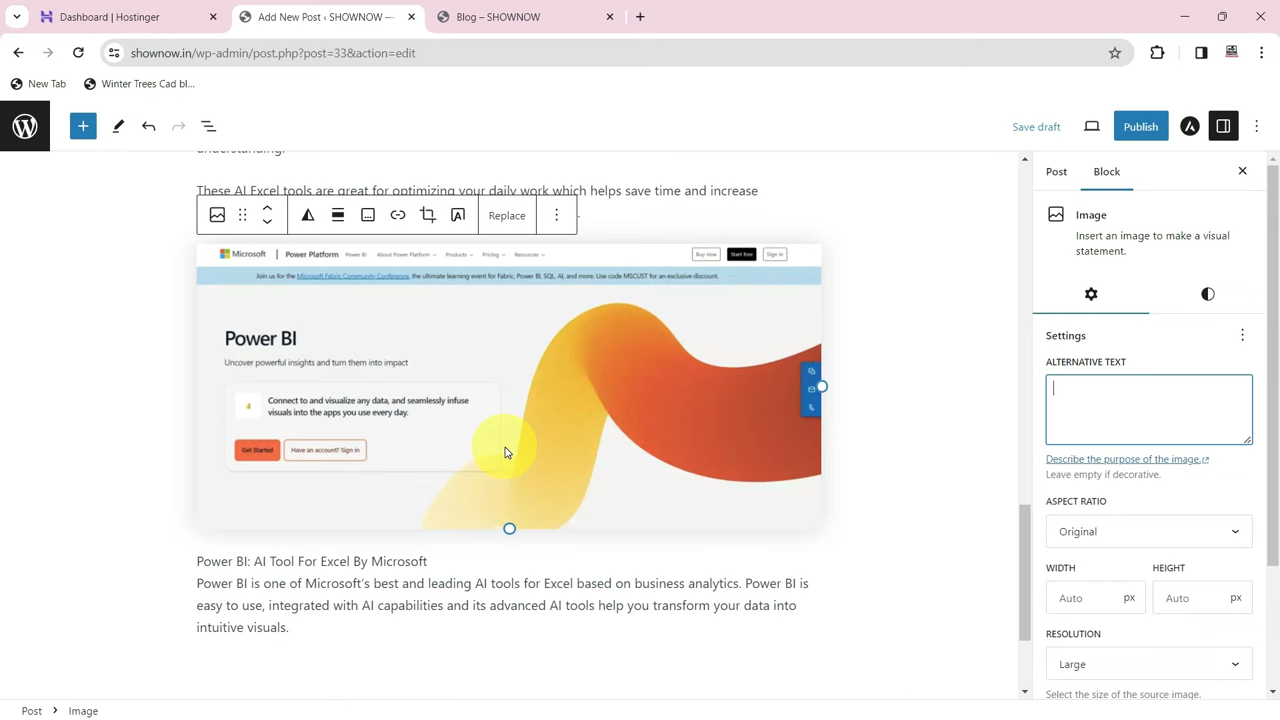 Dashboard | Hostinger
Add New Post ‹ SHOWNOW —
Blog – SHOWNOW
shownow.in/wp-admin/post.php?post=33&action=edit
New Tab
Winter Trees Cad bl...
Save draft
Publish
understanding.
These AI Excel tools are great for optimizing your daily work which helps save time and increase
Replace
Microsoft
Power Platform
Power BI
About Power Platform
Products
Pricing
Resources
Buy now
Start free
Sign in
Join us for the Microsoft Fabric Community Conference, the ultimate learning event for Fabric, Power BI, SQL, AI, and more. Use code MSCUST for an exclusive discount.
Power BI
Uncover powerful insights and turn them into impact
Connect to and visualize any data, and seamlessly infuse
visuals into the apps you use every day.
Get Started
Have an account? Sign in
Power BI: AI Tool For Excel By Microsoft
Power BI is one of Microsoft's best and leading AI tools for Excel based on business analytics. Power BI is
easy to use, integrated with AI capabilities and its advanced AI tools help you transform your data into
intuitive visuals.
Post
Block
Image
Insert an image to make a visual
statement.
Settings
ALTERNATIVE TEXT
Describe the purpose of the image.
Leave empty if decorative.
ASPECT RATIO
Original
WIDTH
HEIGHT
Auto
px
Auto
px
RESOLUTION
Large
Select the size of the source image.
Post
Image